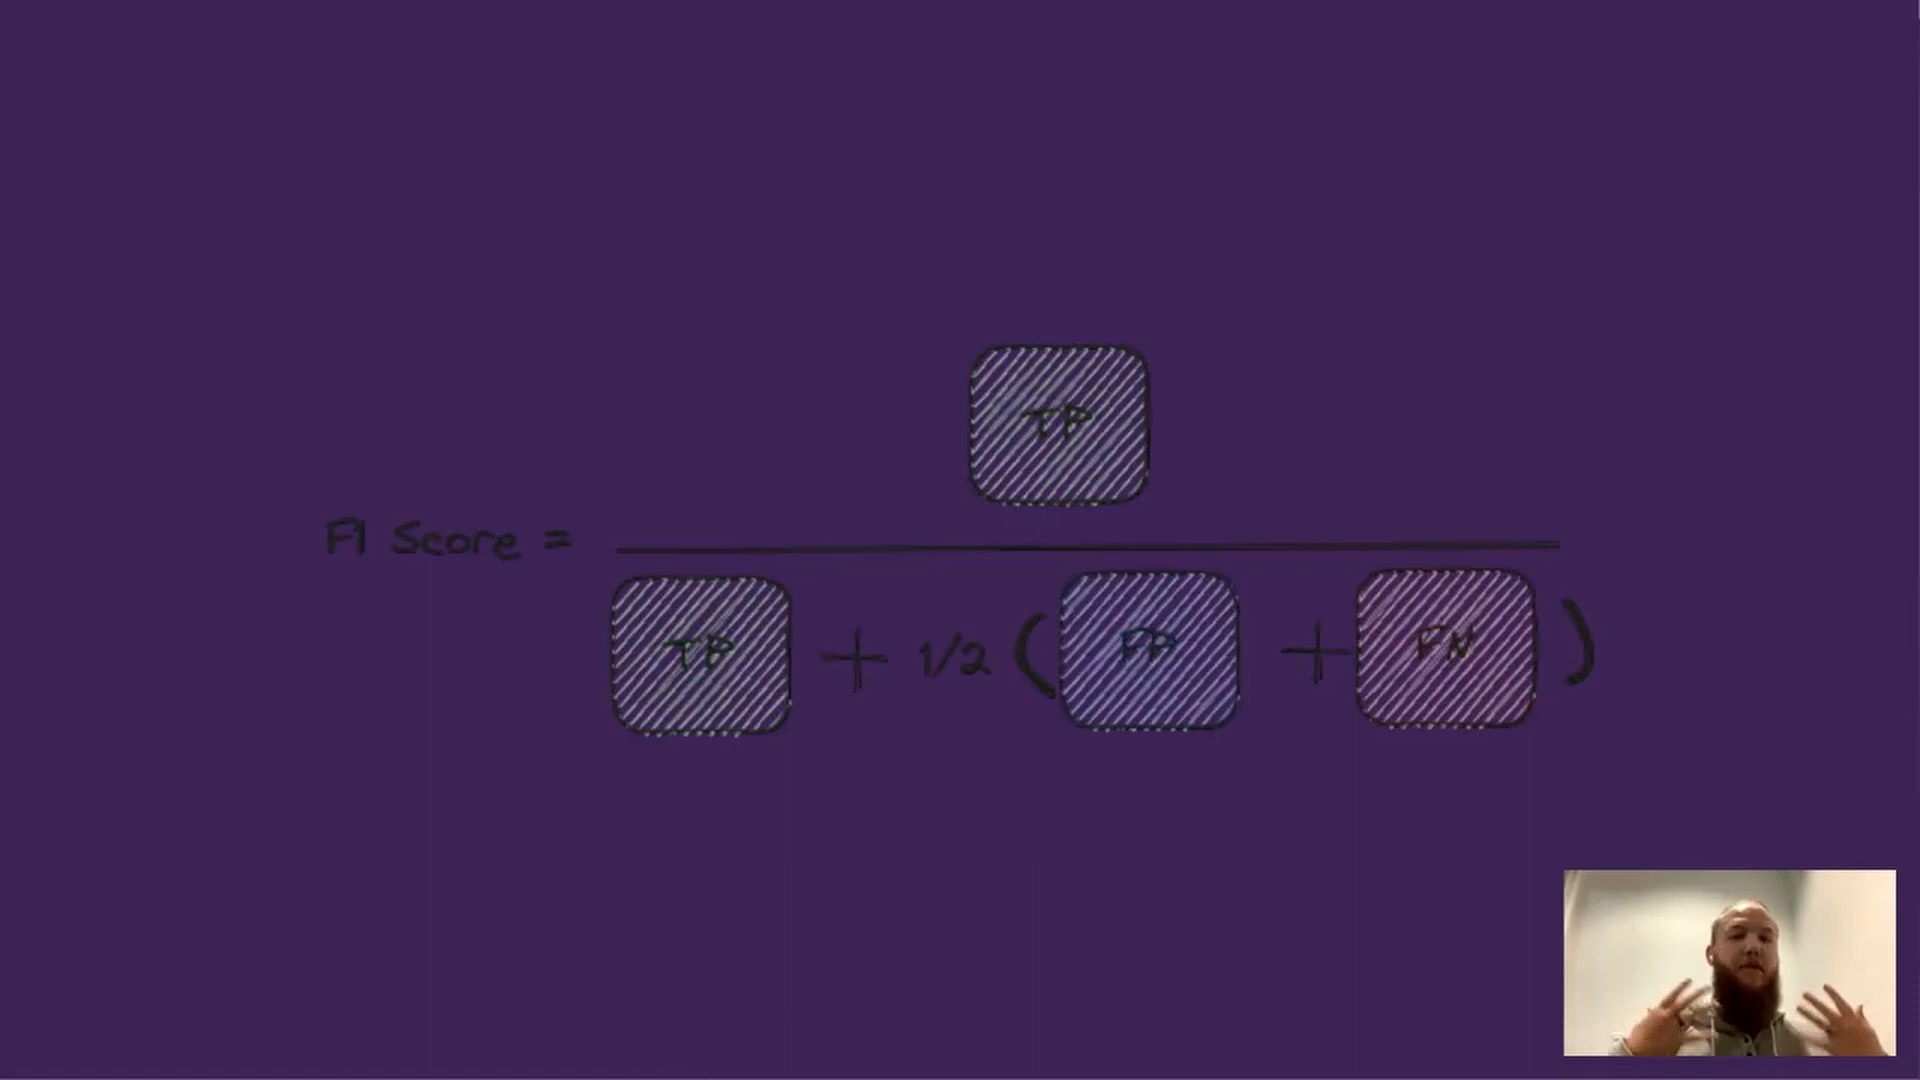 TP
F1 Score =
TP + 1/2 ( FP + FN )